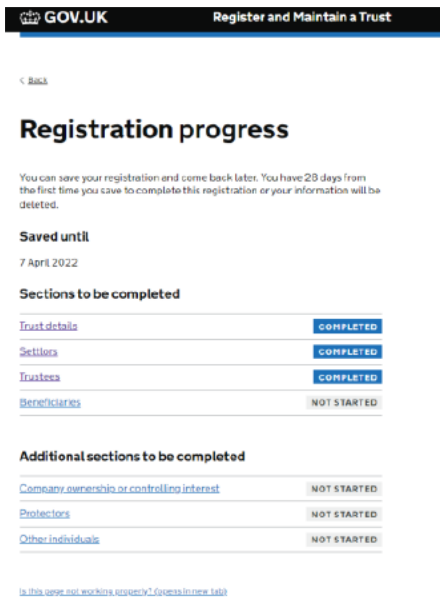 GOV.UK Register and Maintain a Trust
< Back
Registration progress
You can save your registration and come back later. You have 28 days from
the first time you save to complete this registration or your information will be
deleted.
Saved until
7 April 2022
Sections to be completed
Trust details COMPLETED
Settlors COMPLETED
Trustees COMPLETED
Beneficiaries NOT STARTED
Additional sections to be completed
Company ownership or controlling interest NOT STARTED
Protectors NOT STARTED
Other individuals NOT STARTED
Is this page not working properly? (opens in new tab)